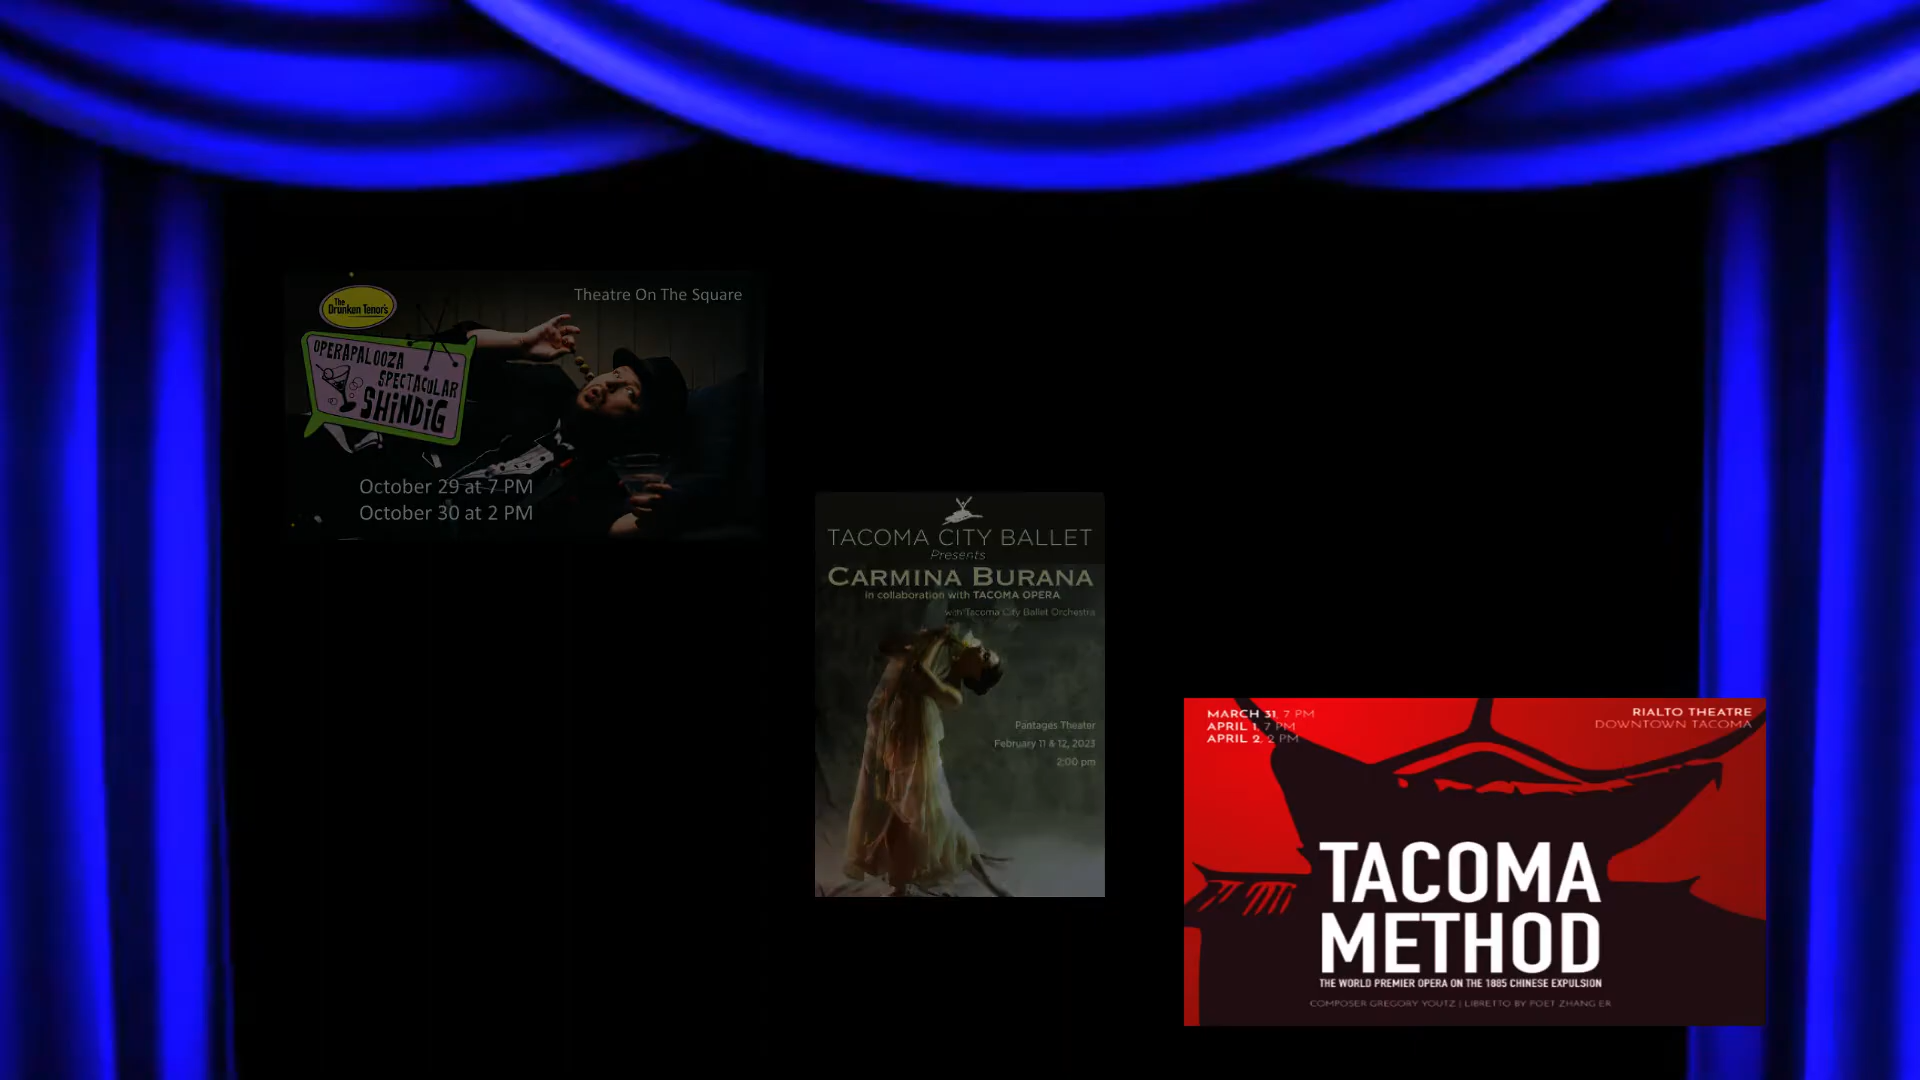 The
Drunken Tenor's
OPERAPALOOZA
SPECTACULAR
SHiNDiG
Theatre On The Square
October 29 at 7 PM
October 30 at 2 PM
TACOMA CITY BALLET
Presents
CARMINA BURANA
In collaboration with TACOMA OPERA
with Tacoma City Ballet Orchestra
Pantages Theater
February 11 & 12, 2023
2:00 pm
MARCH 31, 7 PM
APRIL 1, 7 PM
APRIL 2, 2 PM
RIALTO THEATRE
DOWNTOWN TACOMA
TACOMA
METHOD
THE WORLD PREMIER OPERA ON THE 1885 CHINESE EXPULSION
COMPOSER GREGORY YOUTZ | LIBRETTO BY POET ZHANG ER